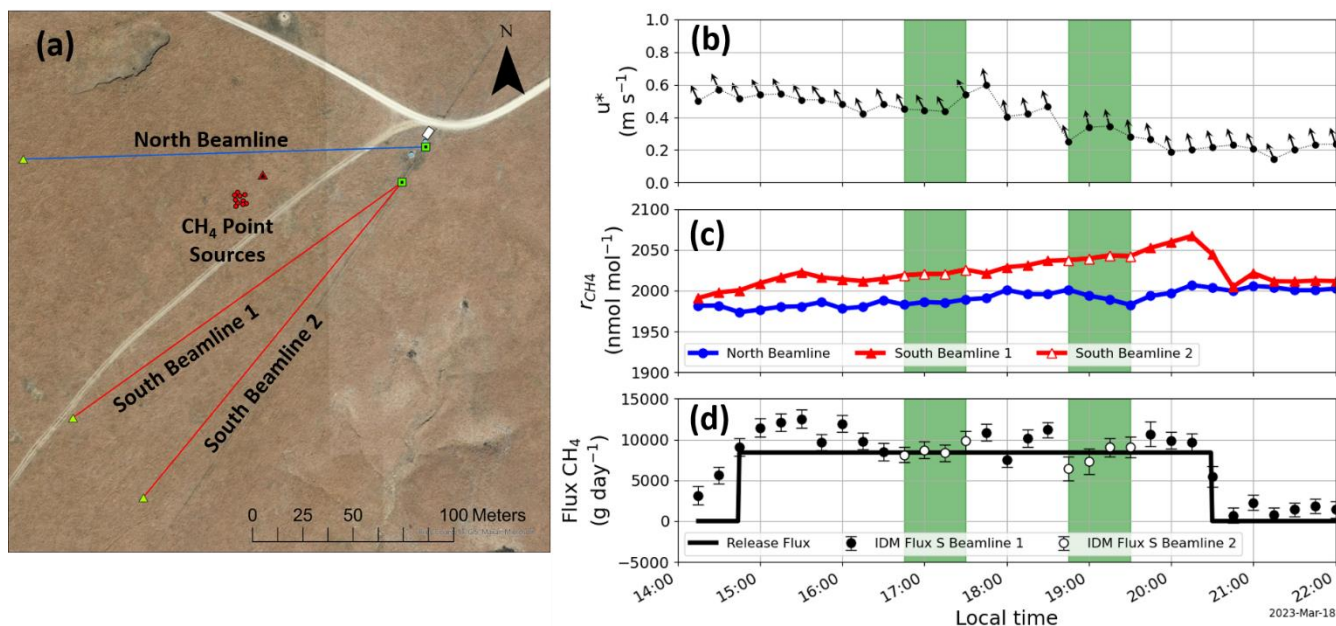 (a)
N
North Beamline
CH4 Point
Sources
South Beamline 1
South Beamline 2
0 25 50 100 Meters
(b)
1.0
0.8
0.6
0.4
0.2
0.0
u*
(m s⁻¹)
(c)
2100
2050
2000
1950
1900
rCH4
(nmol mol⁻¹)
North Beamline South Beamline 1 South Beamline 2
(d)
15000
10000
5000
0
−5000
Flux CH4
(g day⁻¹)
Release Flux IDM Flux S Beamline 1 IDM Flux S Beamline 2
14:00 15:00 16:00 17:00 18:00 19:00 20:00 21:00 22:00
Local time
2023-Mar-18